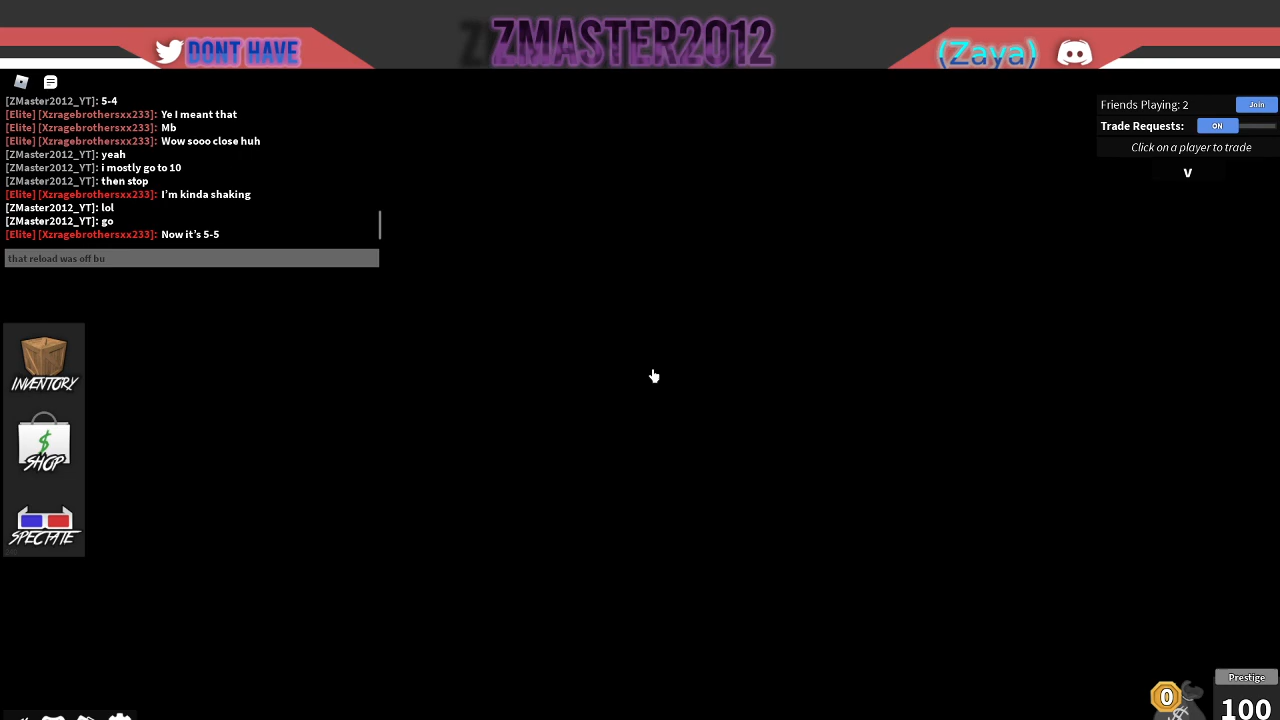 DONT HAVE
ZMASTER2012
(Zaya)
[ZMaster2012_YT]: 5-4
[Elite] [Xzragebrothersxx233]: Ye I meant that
[Elite] [Xzragebrothersxx233]: Mb
[Elite] [Xzragebrothersxx233]: Wow sooo close huh
[ZMaster2012_YT]: yeah
[ZMaster2012_YT]: i mostly go to 10
[ZMaster2012_YT]: then stop
[Elite] [Xzragebrothersxx233]: I'm kinda shaking
[ZMaster2012_YT]: lol
[ZMaster2012_YT]: go
[Elite] [Xzragebrothersxx233]: Now it's 5-5
that reload was off bu
Friends Playing: 2
Join
Trade Requests:
ON
Click on a player to trade
V
INVENTORY
$
SHOP
SPECTATE
0
$
Prestige
100